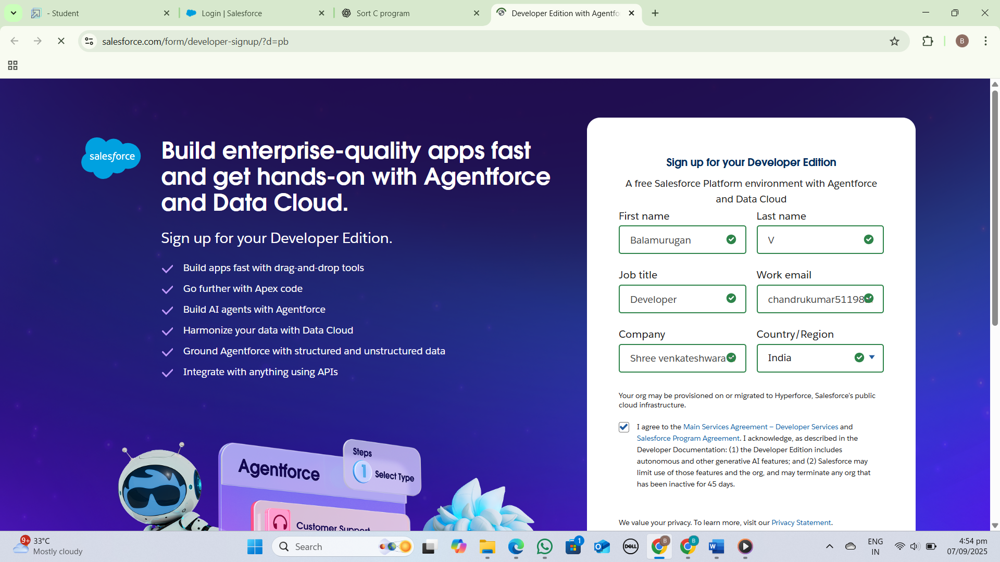 - Student
Login | Salesforce
Sort C program
Developer Edition with Agentfo
salesforce.com/form/developer-signup/?d=pb
B
salesforce
Build enterprise-quality apps fast
and get hands-on with Agentforce
and Data Cloud.
Sign up for your Developer Edition.
Build apps fast with drag-and-drop tools
Go further with Apex code
Build AI agents with Agentforce
Harmonize your data with Data Cloud
Ground Agentforce with structured and unstructured data
Integrate with anything using APIs
Agentforce
Steps
1
Select Type
Customer Support
Sign up for your Developer Edition
A free Salesforce Platform environment with Agentforce
and Data Cloud
First name
Last name
Balamurugan
V
Job title
Work email
Developer
chandrukumar51198
Company
Country/Region
Shree venkateshwara
India
Your org may be provisioned on or migrated to Hyperforce, Salesforce's public
cloud infrastructure.
I agree to the Main Services Agreement – Developer Services and
Salesforce Program Agreement. I acknowledge, as described in the
Developer Documentation: (1) the Developer Edition includes
autonomous and other generative AI features; and (2) Salesforce may
limit use of those features and the org, and may terminate any org that
has been inactive for 45 days.
We value your privacy. To learn more, visit our Privacy Statement.
9+
33°C
Mostly cloudy
Search
1
DELL
B
B
ENG
IN
4:54 pm
07/09/2025